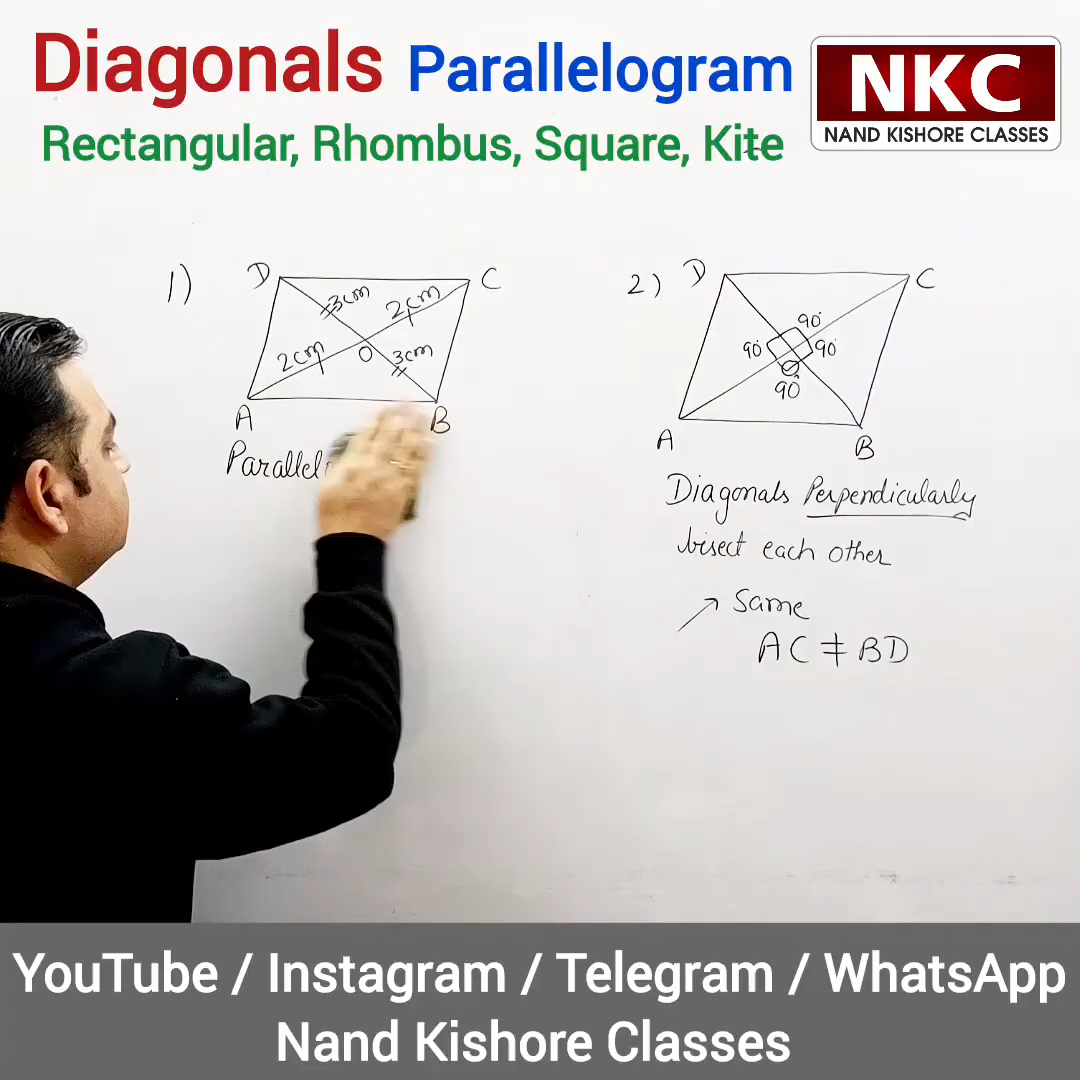 Diagonals Parallelogram
Rectangular, Rhombus, Square, Kite
NKC
NAND KISHORE CLASSES
1)
D
C
3cm
2cm
2cm
O
3cm
A
B
Parallel
2)
D
C
90°
90°
90°
90°
A
B
Diagonals Perpendicularly
bisect each other
↗ Same
AC ≠ BD
YouTube / Instagram / Telegram / WhatsApp
Nand Kishore Classes